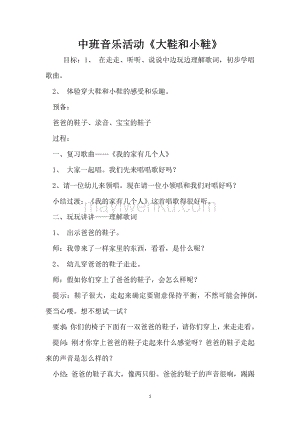 中班音乐活动《大鞋和小鞋》
目标:1、 在走走、听听、说说中边玩边理解歌词,初步学唱
歌曲。
2、 体验穿大鞋和小鞋的感受和乐趣。
预备:
爸爸的鞋子、录音、宝宝的鞋子
过程:
一、复习歌曲——《我的家有几个人》
1、 大家一起唱。我们先来唱唱歌好吗?
2、请一位幼儿来领唱。现在请一位小领唱和我们对唱好吗?
小结过渡:《我的家有几个人》这首唱歌得很好听。
二、玩玩讲讲——理解歌词
1、 出示爸爸的鞋子。
师:我带来了一样家里的东西,看看,是什么呢?
2、 幼儿穿爸爸的鞋子走走。
师:假如你们穿上了爸爸的鞋子,会怎么样呢?
提示:鞋子很大,走起来确定要留意保持平衡,不然可能会摔倒,
要当心喽。想不想试一试?
要求:你们的椅子下面有一双爸爸的鞋子,请你们穿上,来走走看。
提问:刚才你穿上爸爸的鞋子走起来什么感觉啊?爸爸的鞋子走起
来的声音是怎么样的?
小结:爸爸的鞋子真大,像两只船,爸爸的鞋子的声音很响,踢踢
1